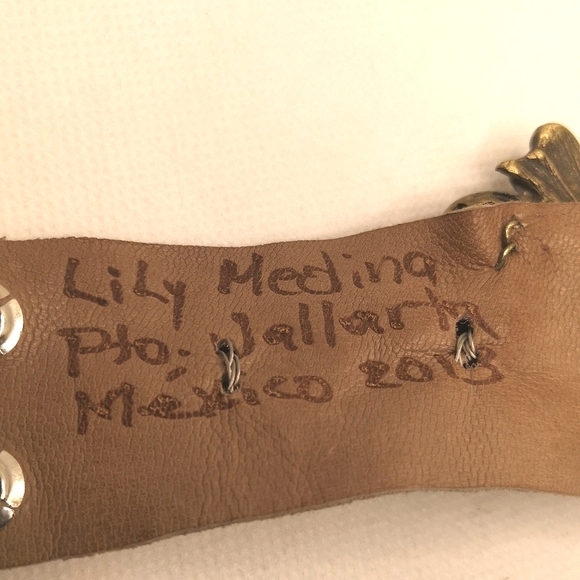 Lily Medina
Pto. Vallarta
México 2013